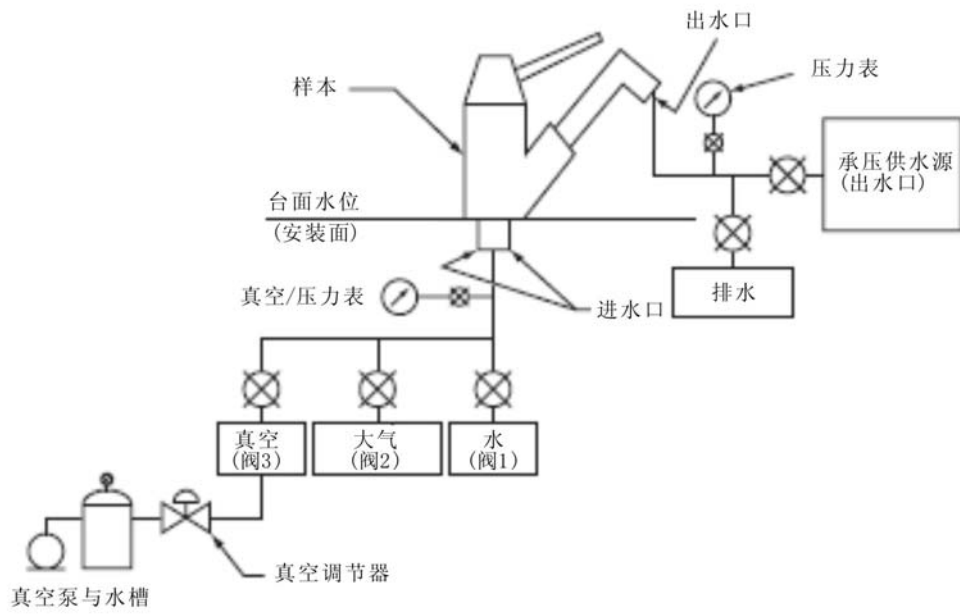 出水口
样本
压力表
承压供水源
(出水口)
台面水位
(安装面)
真空/压力表
进水口
排水
真空
(阀3)
大气
(阀2)
水
(阀1)
真空调节器
真空泵与水槽